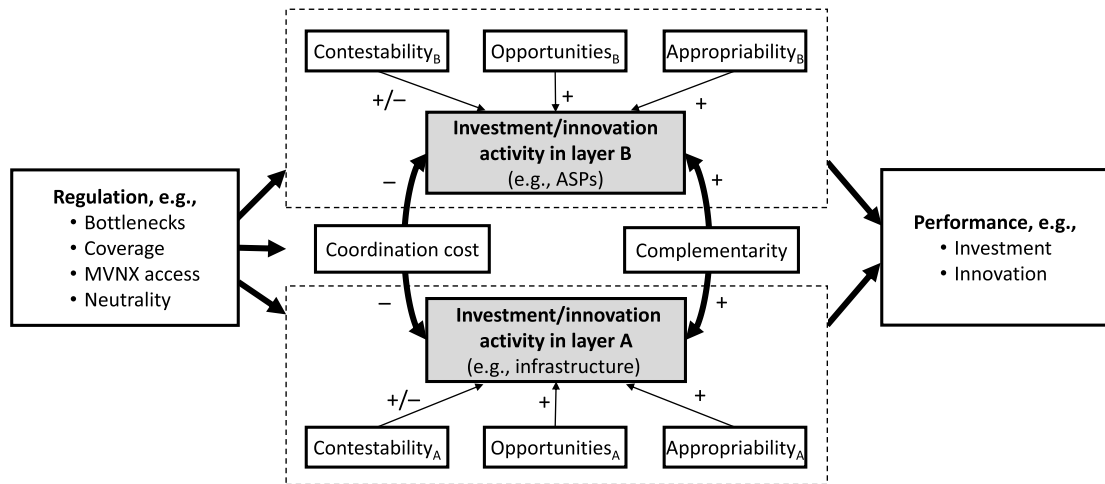 Contestability_B
Opportunities_B
Appropriability_B
+/–
+
+
Investment/innovation
activity in layer B
(e.g., ASPs)
–
+
Regulation, e.g.,
• Bottlenecks
• Coverage
• MVNX access
• Neutrality
Coordination cost
Complementarity
Performance, e.g.,
• Investment
• Innovation
–
+
Investment/innovation
activity in layer A
(e.g., infrastructure)
+/–
+
+
Contestability_A
Opportunities_A
Appropriability_A